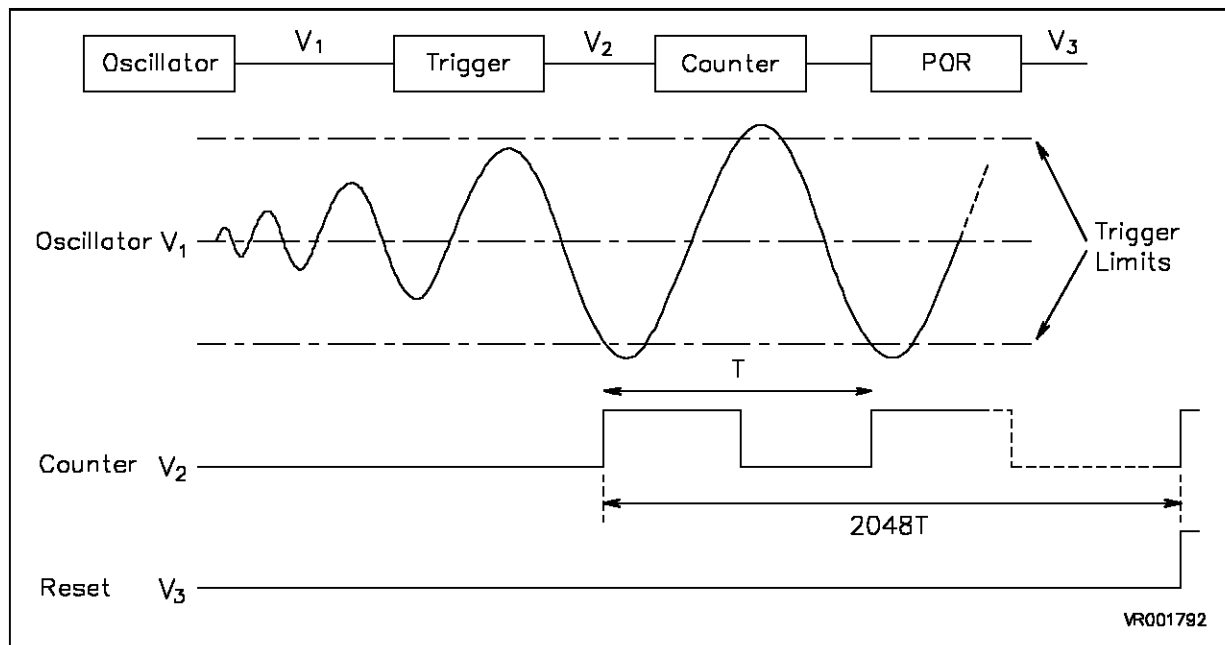 V1 V2 V3
Oscillator Trigger Counter POR
Oscillator V1
Trigger
Limits
T
Counter V2
2048T
Reset V3
VR001792